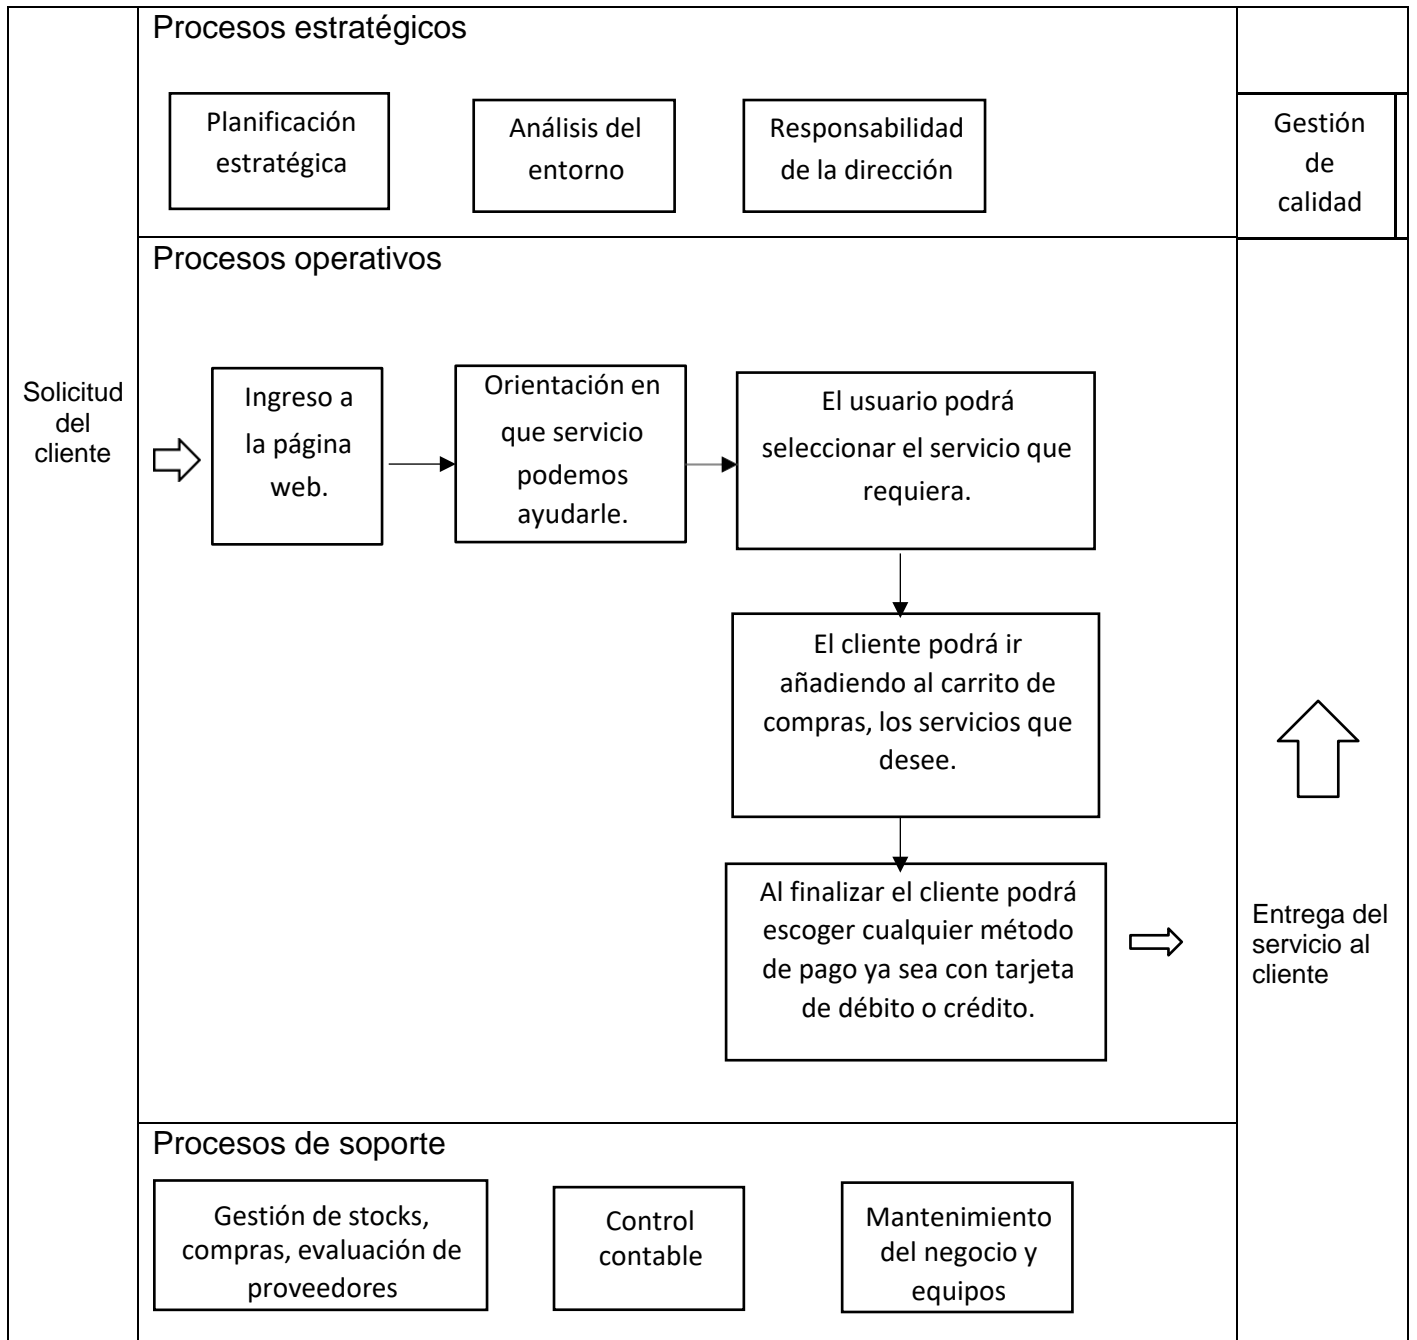 Procesos estratégicos
Planificación
estratégica
Análisis del
entorno
Responsabilidad
de la dirección
Gestión
de
calidad
Procesos operativos
Solicitud
del
cliente
Ingreso a
la página
web.
Orientación en
que servicio
podemos
ayudarle.
El usuario podrá
seleccionar el servicio que
requiera.
El cliente podrá ir
añadiendo al carrito de
compras, los servicios que
desee.
Al finalizar el cliente podrá
escoger cualquier método
de pago ya sea con tarjeta
de débito o crédito.
Entrega del
servicio al
cliente
Procesos de soporte
Gestión de stocks,
compras, evaluación de
proveedores
Control
contable
Mantenimiento
del negocio y
equipos